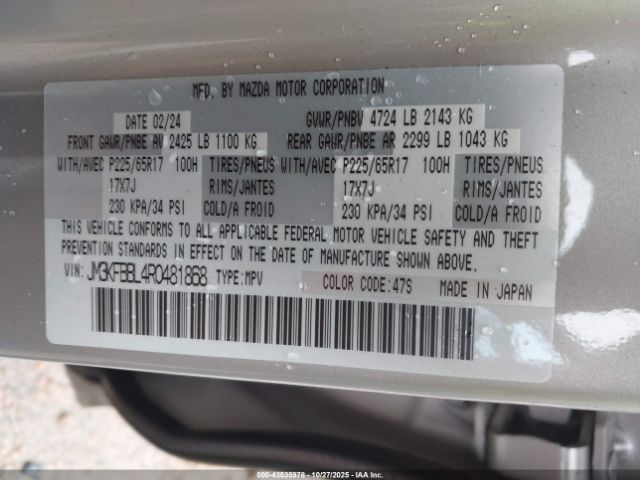 MFD. BY MAZDA MOTOR CORPORATION
DATE 02/24 GVWR/PNBV 4724 LB 2143 KG
FRONT GAWR/PNBE AV 2425 LB 1100 KG REAR GAWR/PNBE AR 2299 LB 1043 KG
WITH/AVEC P225/65R17 100H TIRES/PNEUS WITH/AVEC P225/65R17 100H TIRES/PNEUS
17X7J RIMS/JANTES 17X7J RIMS/JANTES
230 KPA/34 PSI COLD/A FROID 230 KPA/34 PSI COLD/A FROID
THIS VEHICLE CONFORMS TO ALL APPLICABLE FEDERAL MOTOR VEHICLE SAFETY AND THEFT
PREVENTION STANDARDS IN EFFECT ON THE DATE OF MANUFACTURE SHOWN ABOVE.
VIN: JM3KFBBL4R0481868 TYPE:MPV COLOR CODE:47S MADE IN JAPAN
000-43535978 - 10/27/2025 - IAA.